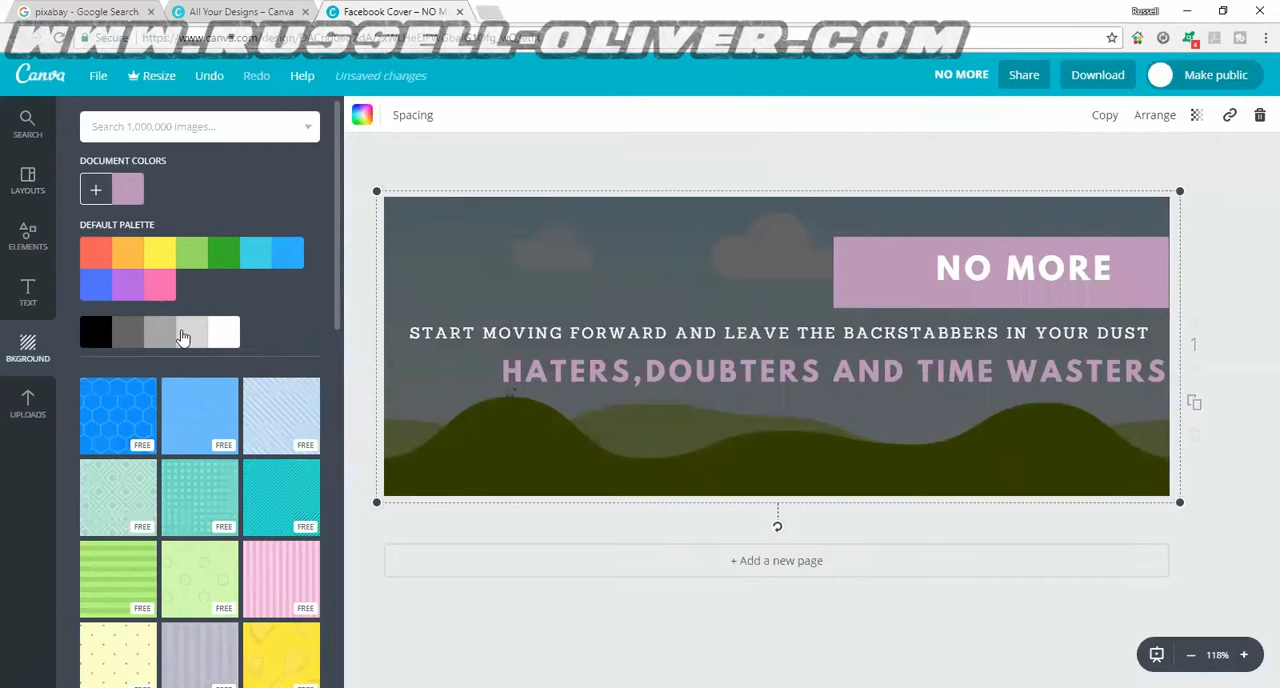 pixabay - Google Search
All Your Designs – Canva
Facebook Cover – NO M
Russell
WWW.RUSSELL-OLIVER.COM
Secure
Canva
File
Resize
Undo
Redo
Help
Unsaved changes
NO MORE
Share
Download
Make public
Search 1,000,000 images...
Spacing
Copy
Arrange
SEARCH
LAYOUTS
ELEMENTS
TEXT
BKGROUND
UPLOADS
DOCUMENT COLORS
DEFAULT PALETTE
FREE
FREE
FREE
FREE
FREE
FREE
FREE
FREE
FREE
NO MORE
START MOVING FORWARD AND LEAVE THE BACKSTABBERS IN YOUR DUST
HATERS,DOUBTERS AND TIME WASTERS
1
+ Add a new page
118%